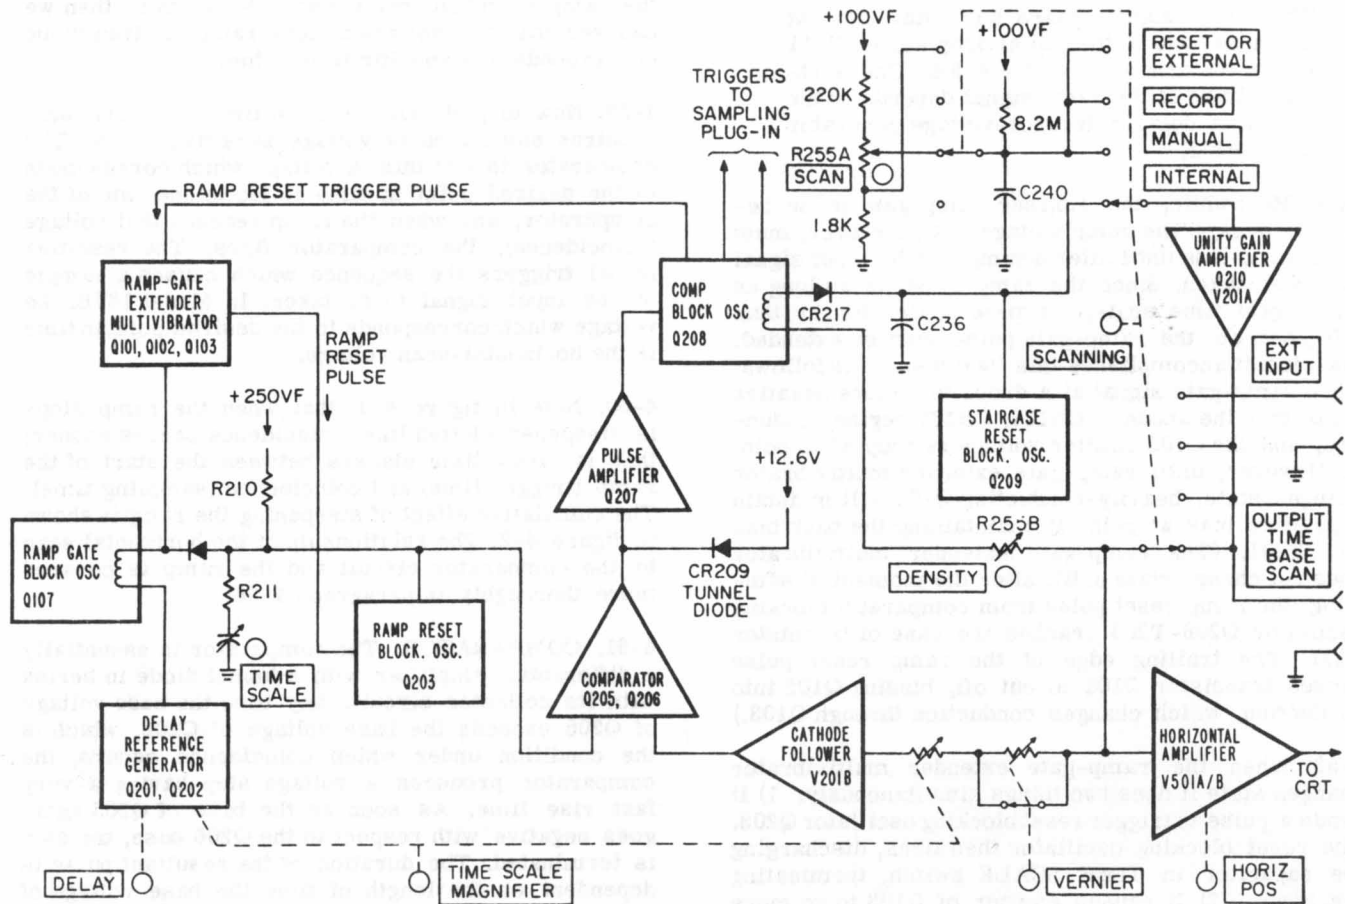 +100VF
+100VF
TRIGGERS
TO
SAMPLING
PLUG-IN
220K
8.2M
RESET OR
EXTERNAL
RECORD
MANUAL
INTERNAL
R255A
SCAN
C240
1.8K
RAMP RESET TRIGGER PULSE
UNITY GAIN
AMPLIFIER
Q210
V201A
RAMP-GATE
EXTENDER
MULTIVIBRATOR
Q101, Q102, Q103
COMP
BLOCK OSC
Q208
CR217
C236
SCANNING
EXT
INPUT
RAMP
RESET
PULSE
+250VF
PULSE
AMPLIFIER
Q207
STAIRCASE
RESET
BLOCK. OSC.
Q209
+12.6V
R210
R255B
OUTPUT
TIME
BASE
SCAN
RAMP GATE
BLOCK OSC
Q107
CR209
TUNNEL
DIODE
DENSITY
R211
RAMP RESET
BLOCK. OSC.
Q203
COMPARATOR
Q205, Q206
TIME
SCALE
DELAY
REFERENCE
GENERATOR
Q201, Q202
CATHODE
FOLLOWER
V201B
HORIZONTAL
AMPLIFIER
V501
TO
CRT
DELAY
TIME SCALE
MAGNIFIER
VERNIER
HORIZ
POS